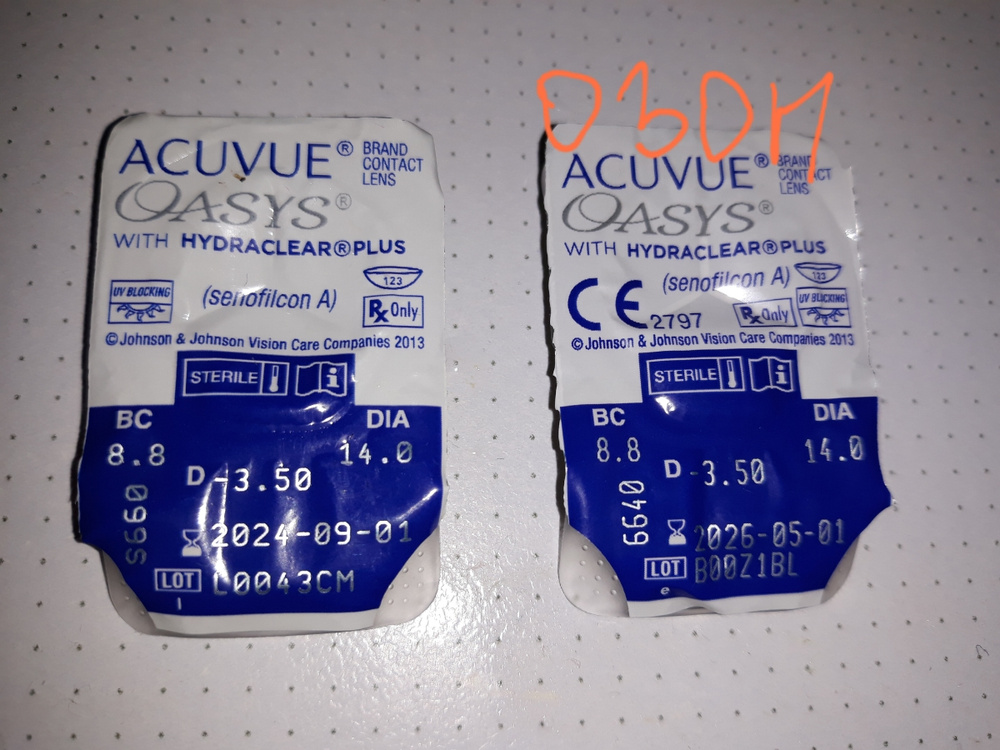 ACUVUE® BRAND CONTACT LENS
OASYS®
WITH HYDRACLEAR® PLUS
UV BLOCKING
(senofilcon A)
123
Rx Only
© Johnson & Johnson Vision Care Companies 2013
STERILE
i
BC
DIA
8.8
14.0
D -3.50
S660
2024-09-01
LOT L0043CM
l
ОЗОН
ACUVUE® BRAND CONTACT LENS
OASYS®
WITH HYDRACLEAR® PLUS
(senofilcon A)
123
CE 2797
Rx Only
UV BLOCKING
© Johnson & Johnson Vision Care Companies 2013
STERILE
i
BC
DIA
8.8
14.0
D -3.50
6640
2026-05-01
LOT B00Z1BL
e